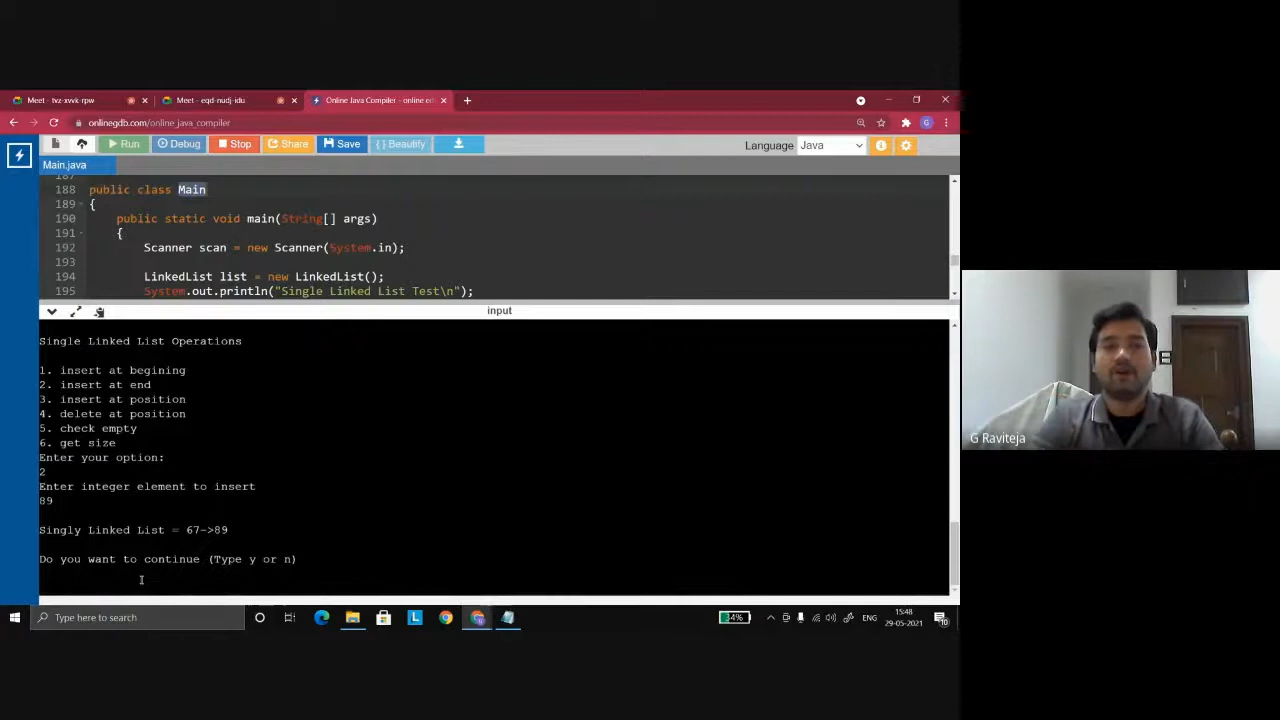 Meet - tvz-xvvk-rpw
Meet - eqd-nudj-idu
Online Java Compiler - online ed
onlinegdb.com/online_java_compiler
Run
Debug
Stop
Share
Save
{ } Beautify
Language
Java
Main.java
187
188 public class Main
189 {
190 public static void main(String[] args)
191 {
192 Scanner scan = new Scanner(System.in);
193
194 LinkedList list = new LinkedList();
195 System.out.println("Single Linked List Test\n");
input
Single Linked List Operations
1. insert at begining
2. insert at end
3. insert at position
4. delete at position
5. check empty
6. get size
Enter your option:
2
Enter integer element to insert
89
Singly Linked List = 67->89
Do you want to continue (Type y or n)
G Raviteja
Type here to search
34%
ENG
15:48
29-05-2021